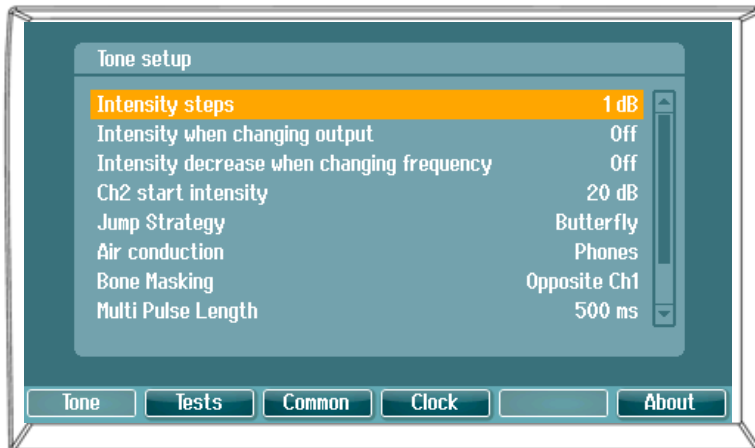 Tone setup
Intensity steps 1 dB
Intensity when changing output Off
Intensity decrease when changing frequency Off
Ch2 start intensity 20 dB
Jump Strategy Butterfly
Air conduction Phones
Bone Masking Opposite Ch1
Multi Pulse Length 500 ms
Tone Tests Common Clock About